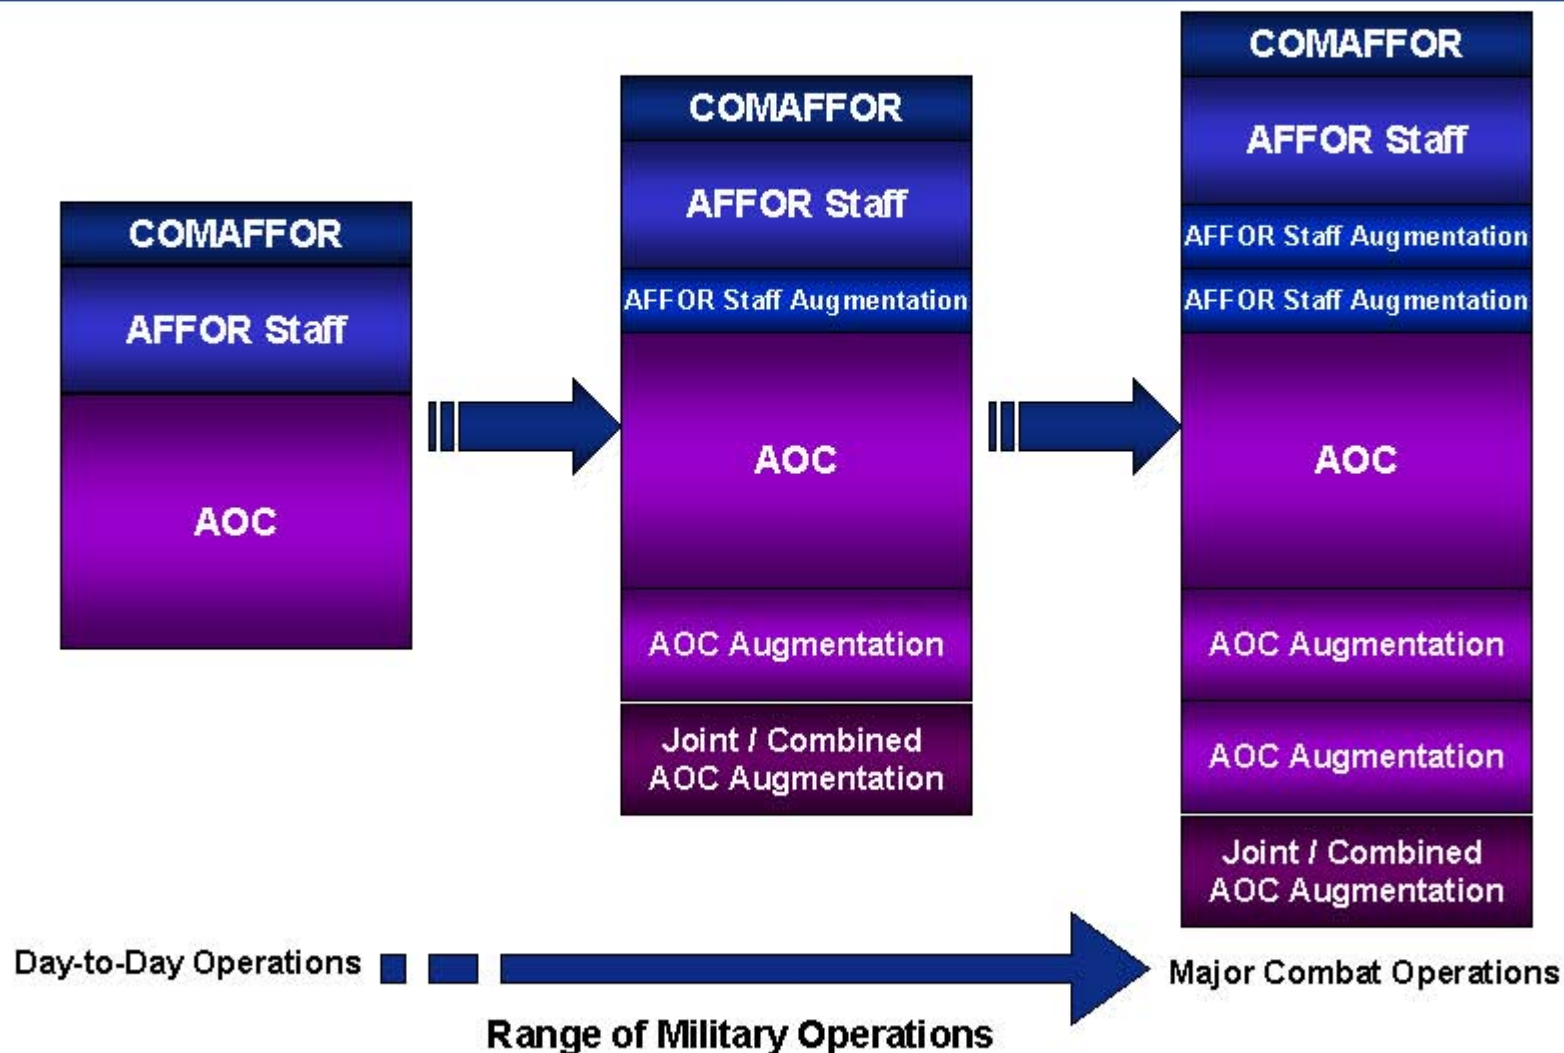 COMAFFOR
AFFOR Staff
AOC
COMAFFOR
AFFOR Staff
AFFOR Staff Augmentation
AOC
AOC Augmentation
Joint / Combined
AOC Augmentation
COMAFFOR
AFFOR Staff
AFFOR Staff Augmentation
AFFOR Staff Augmentation
AOC
AOC Augmentation
AOC Augmentation
Joint / Combined
AOC Augmentation
Day-to-Day Operations
Major Combat Operations
Range of Military Operations